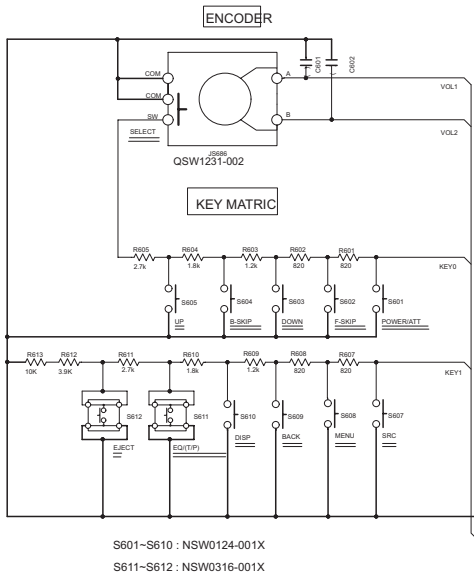 ENCODER
C601
C602
COM
A
VOL1
COM
SW
B
VOL2
SELECT
JS686
QSW1231-002
KEY MATRIC
R605
R604
R603
R602
R601
2.7k
1.8k
1.2k
820
820
KEY0
S605
S604
S603
S602
S601
UP
B-SKIP
DOWN
F-SKIP
POWER/ATT
R613
R612
R611
R610
R609
R608
R607
10K
3.9K
2.7k
1.8k
1.2k
820
820
KEY1
S612
S611
S610
S609
S608
S607
EJECT
EQ/(T/P)
DISP
BACK
MENU
SRC
S601~S610 : NSW0124-001X
S611~S612 : NSW0316-001X